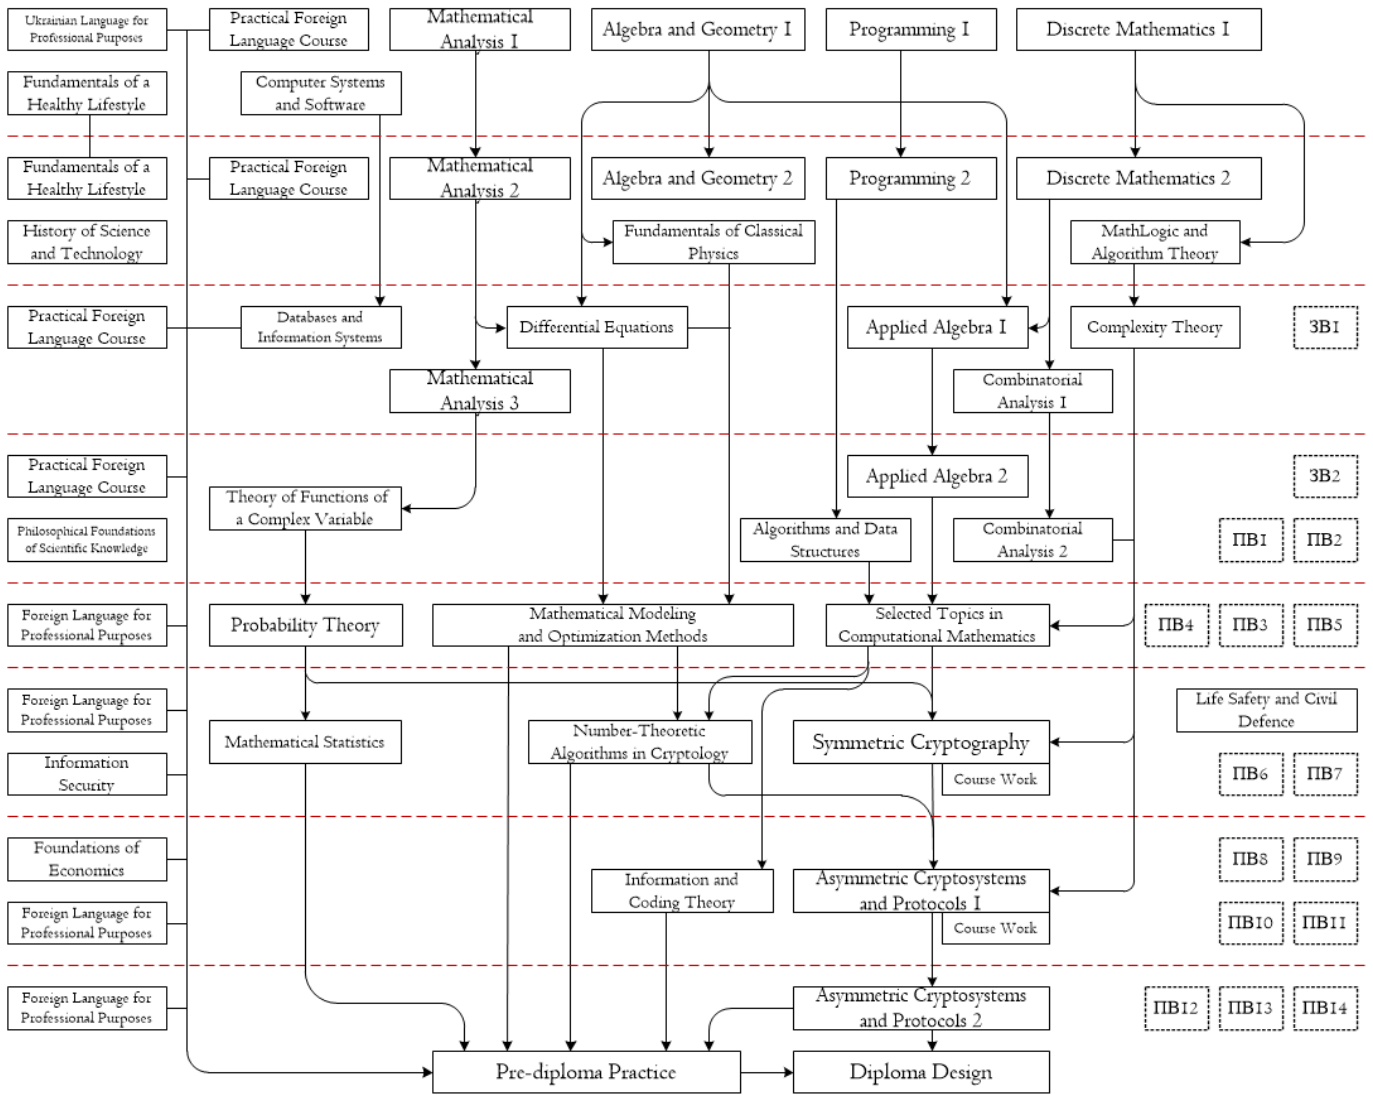 Ukrainian Language for
Professional Purposes
Practical Foreign
Language Course
Mathematical
Analysis I
Algebra and Geometry I
Programming I
Discrete Mathematics I
Fundamentals of a
Healthy Lifestyle
Computer Systems
and Software
Fundamentals of a
Healthy Lifestyle
Practical Foreign
Language Course
Mathematical
Analysis 2
Algebra and Geometry 2
Programming 2
Discrete Mathematics 2
History of Science
and Technology
Fundamentals of Classical
Physics
MathLogic and
Algorithm Theory
Practical Foreign
Language Course
Databases and
Information Systems
Differential Equations
Applied Algebra I
Complexity Theory
ЗВ1
Mathematical
Analysis 3
Combinatorial
Analysis I
Practical Foreign
Language Course
Applied Algebra 2
ЗВ2
Theory of Functions of
a Complex Variable
Philosophical Foundations
of Scientific Knowledge
Algorithms and Data
Structures
Combinatorial
Analysis 2
ПВ1
ПВ2
Foreign Language for
Professional Purposes
Probability Theory
Mathematical Modeling
and Optimization Methods
Selected Topics in
Computational Mathematics
ПВ4
ПВ3
ПВ5
Foreign Language for
Professional Purposes
Life Safety and Civil
Defence
Mathematical Statistics
Number-Theoretic
Algorithms in Cryptology
Symmetric Cryptography
Course Work
Information
Security
ПВ6
ПВ7
Foundations of
Economics
ПВ8
ПВ9
Information and
Coding Theory
Asymmetric Cryptosystems
and Protocols I
Course Work
Foreign Language for
Professional Purposes
ПВ10
ПВ11
Foreign Language for
Professional Purposes
Asymmetric Cryptosystems
and Protocols 2
ПВ12
ПВ13
ПВ14
Pre-diploma Practice
Diploma Design